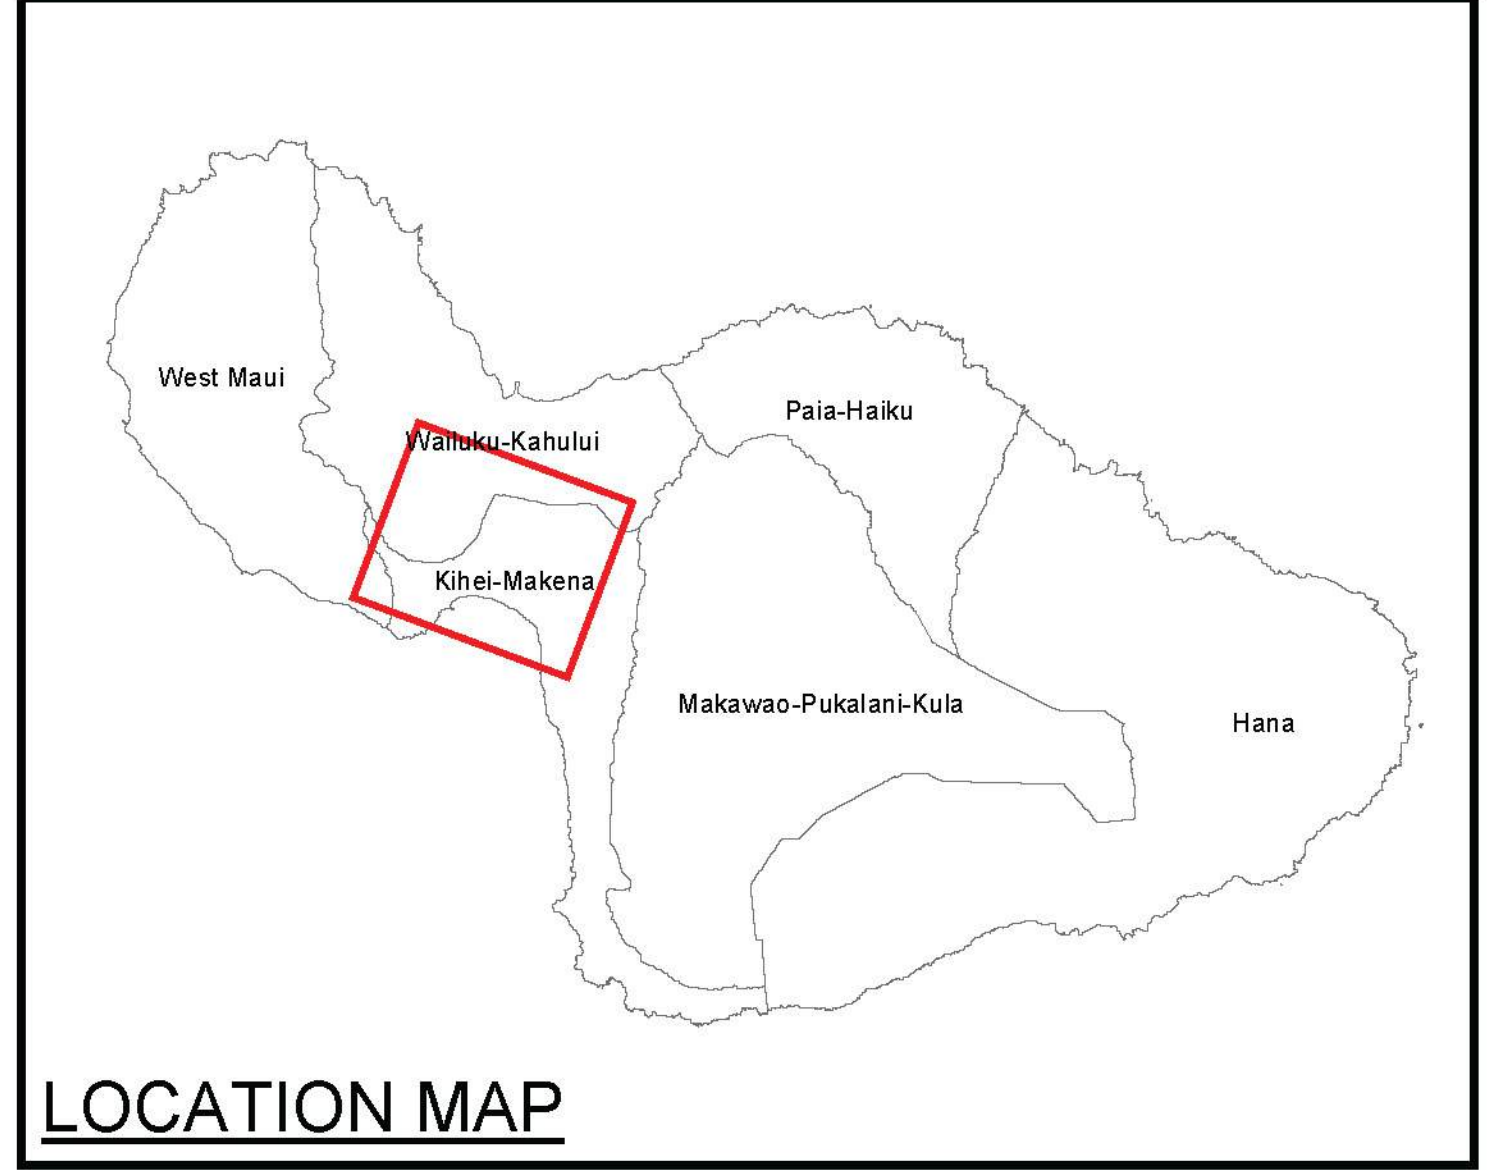 West Maui
Paia-Haiku
Wailuku-Kahului
Kihei-Makena
Makawao-Pukalani-Kula
Hana
LOCATION MAP